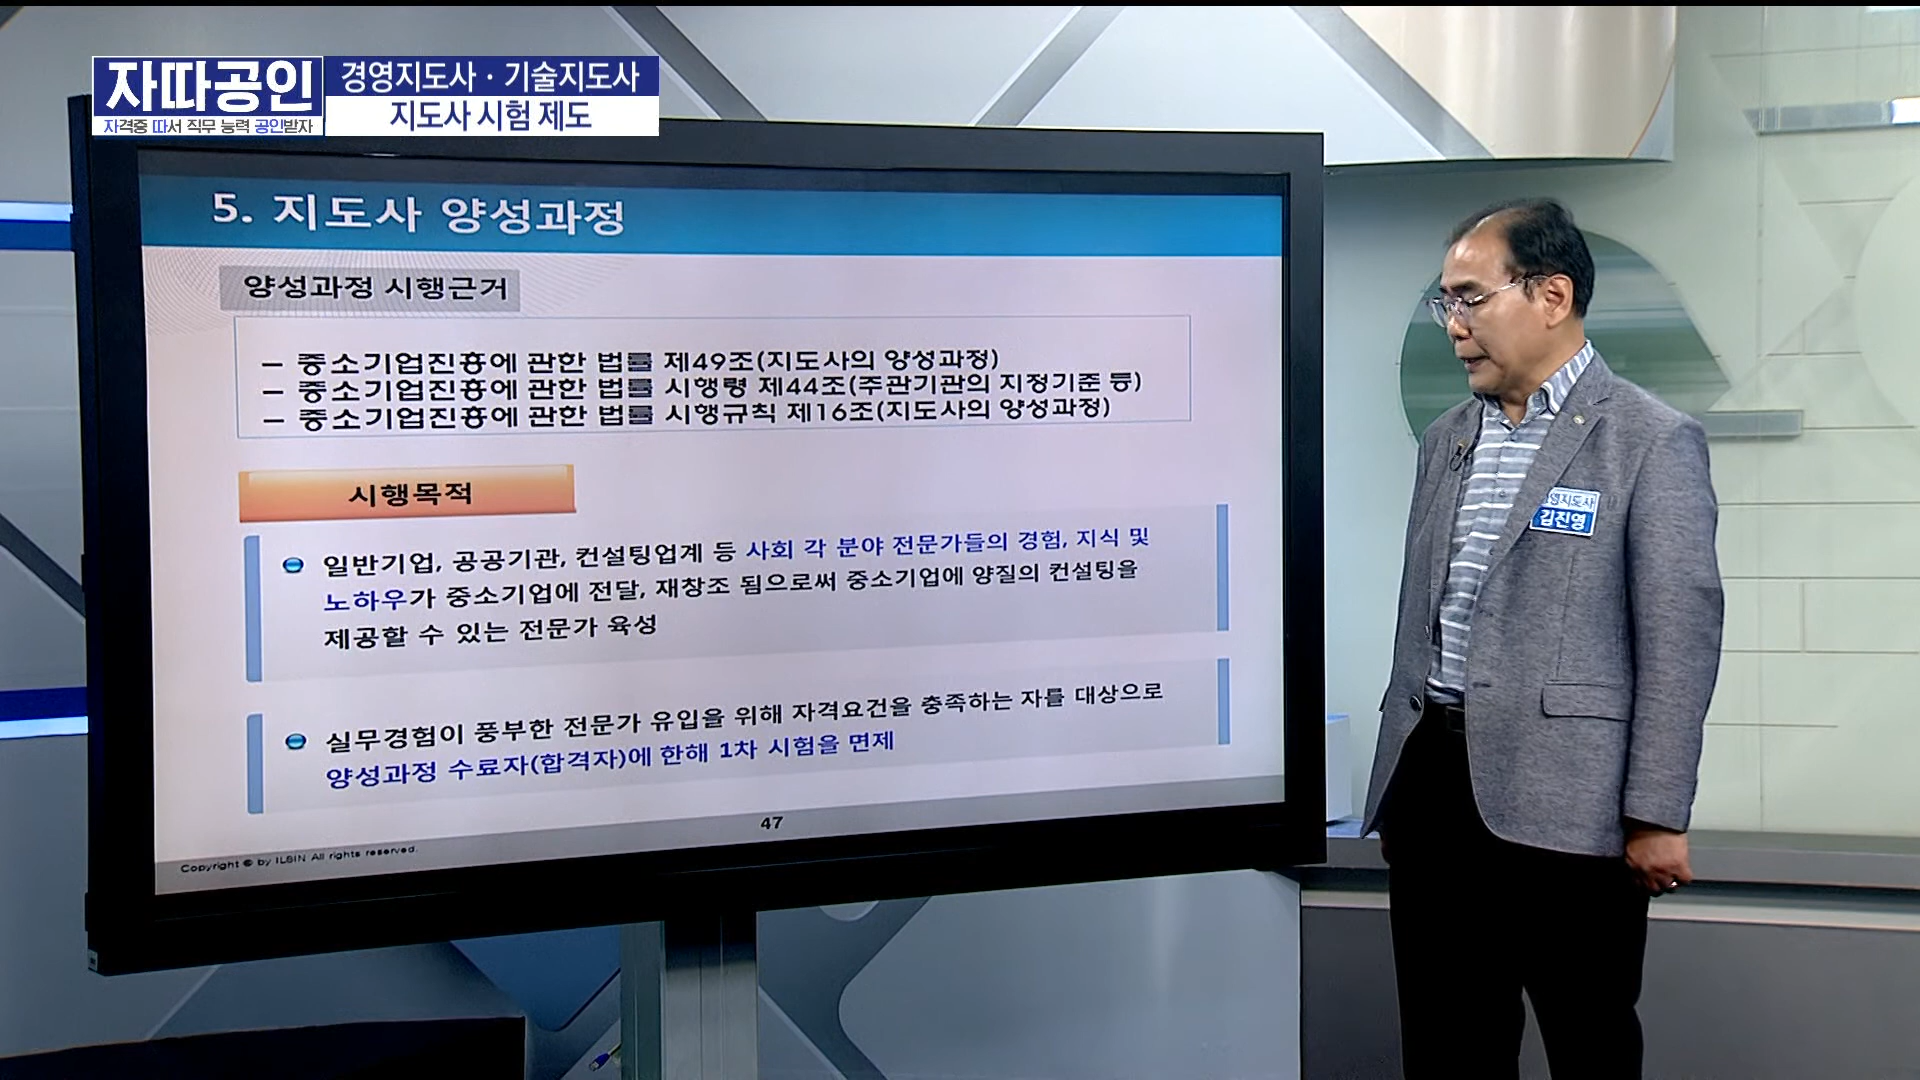 자따공인
자격증 따서 직무 능력 공인받자
경영지도사 · 기술지도사
지도사 시험 제도
5. 지도사 양성과정
양성과정 시행근거
– 중소기업진흥에 관한 법률 제49조(지도사의 양성과정)
– 중소기업진흥에 관한 법률 시행령 제44조(주관기관의 지정기준 등)
– 중소기업진흥에 관한 법률 시행규칙 제16조(지도사의 양성과정)
시행목적
일반기업, 공공기관, 컨설팅업계 등 사회 각 분야 전문가들의 경험, 지식 및
노하우가 중소기업에 전달, 재창조 됨으로써 중소기업에 양질의 컨설팅을
제공할 수 있는 전문가 육성
실무경험이 풍부한 전문가 유입을 위해 자격요건을 충족하는 자를 대상으로
양성과정 수료자(합격자)에 한해 1차 시험을 면제
47
Copyright © by ILBIN All rights reserved.
경영지도사
김진영